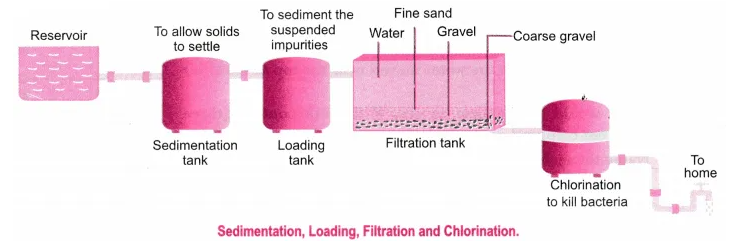 Reservoir
To allow solids
to settle
To sediment the
suspended
impurities
Fine sand
Water
Gravel
Coarse gravel
Sedimentation
tank
Loading
tank
Filtration tank
Chlorination
to kill bacteria
To
home
Sedimentation, Loading, Filtration and Chlorination.